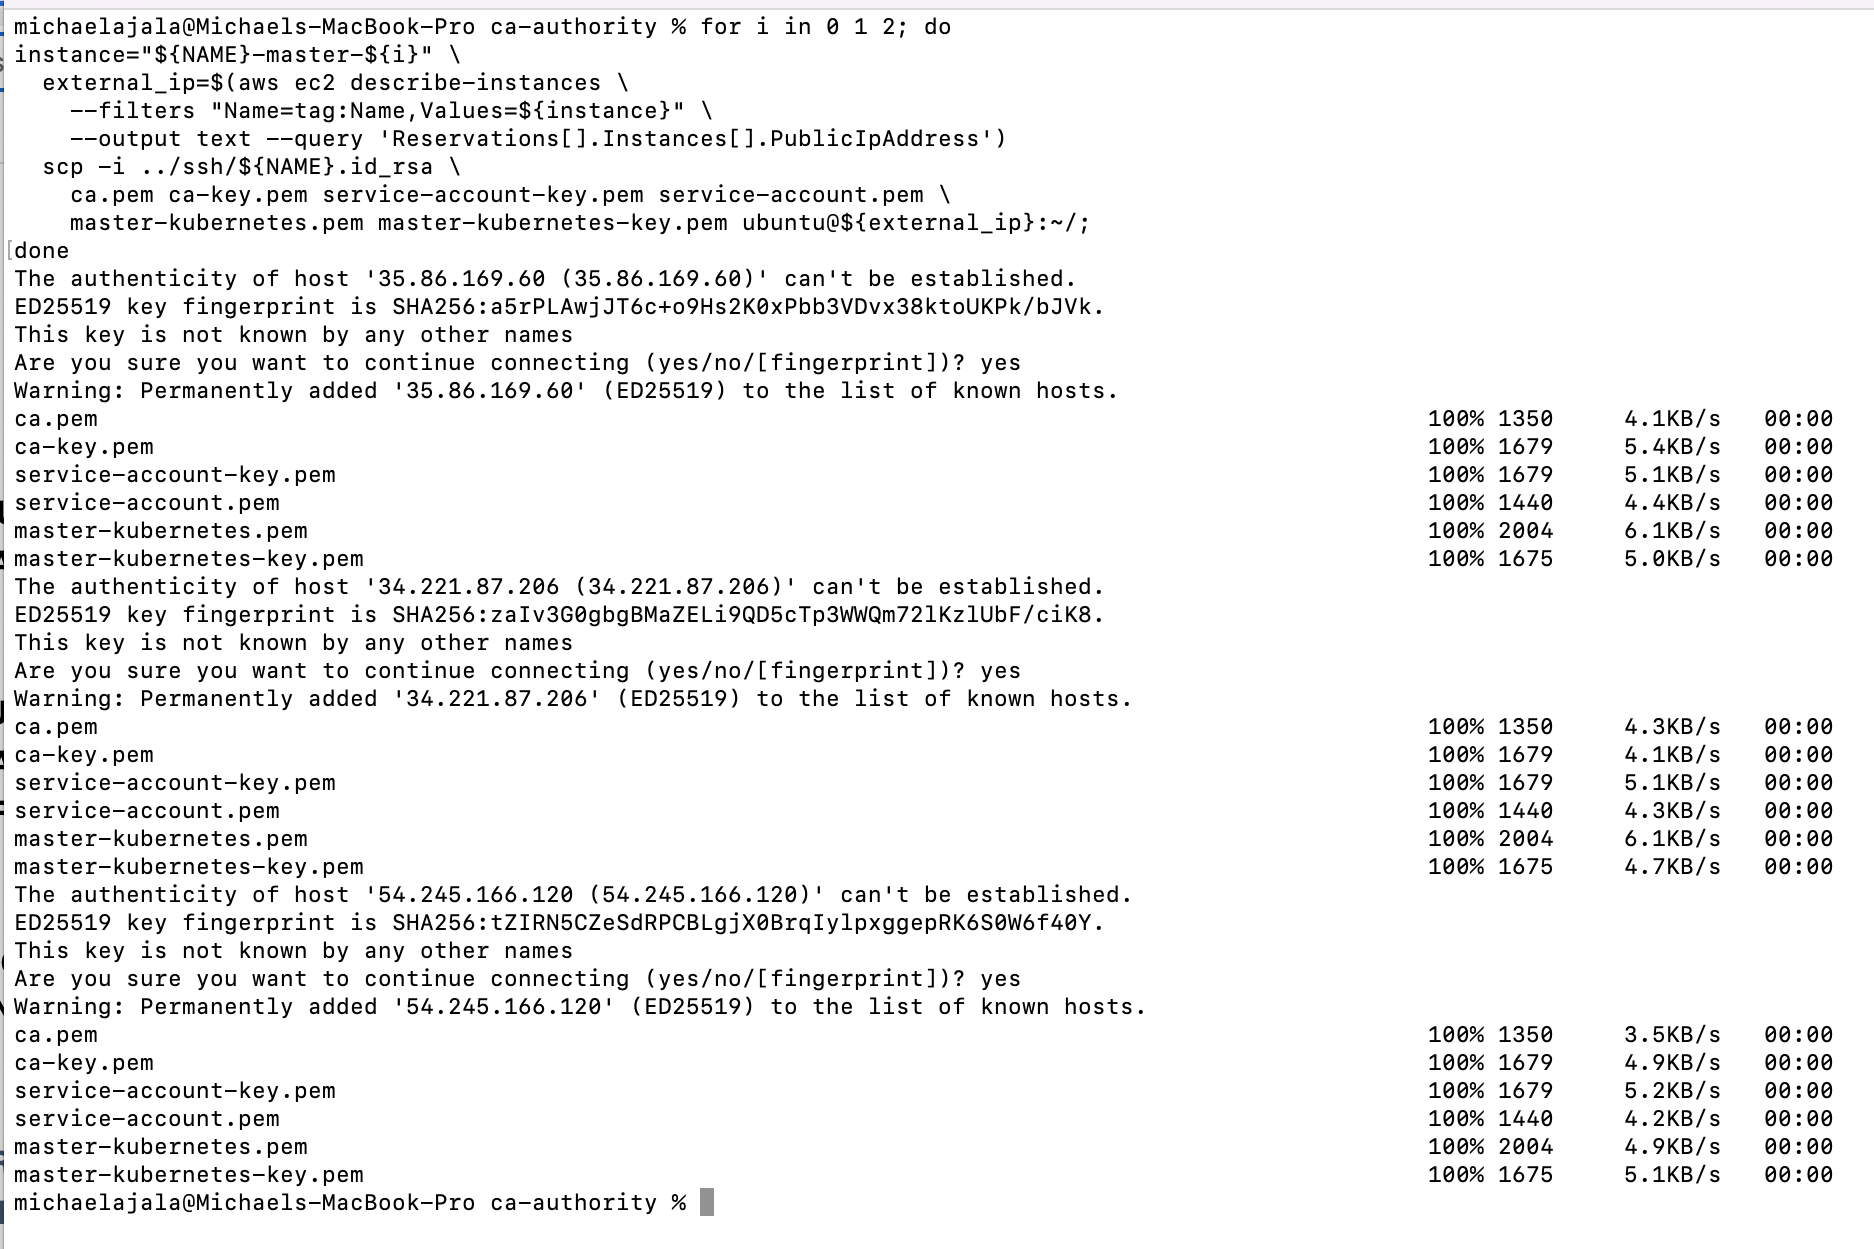 michaelajala@Michaels-MacBook-Pro ca-authority % for i in 0 1 2; do
instance="${NAME}-master-${i}" \
  external_ip=$(aws ec2 describe-instances \
    --filters "Name=tag:Name,Values=${instance}" \
    --output text --query 'Reservations[].Instances[].PublicIpAddress')
  scp -i ../ssh/${NAME}.id_rsa \
    ca.pem ca-key.pem service-account-key.pem service-account.pem \
    master-kubernetes.pem master-kubernetes-key.pem ubuntu@${external_ip}:~/;
[done
The authenticity of host '35.86.169.60 (35.86.169.60)' can't be established.
ED25519 key fingerprint is SHA256:a5rPLAwjJT6c+o9Hs2K0xPbb3VDvx38ktoUKPk/bJVk.
This key is not known by any other names
Are you sure you want to continue connecting (yes/no/[fingerprint])? yes
Warning: Permanently added '35.86.169.60' (ED25519) to the list of known hosts.
ca.pem 100% 1350 4.1KB/s 00:00
ca-key.pem 100% 1679 5.4KB/s 00:00
service-account-key.pem 100% 1679 5.1KB/s 00:00
service-account.pem 100% 1440 4.4KB/s 00:00
master-kubernetes.pem 100% 2004 6.1KB/s 00:00
master-kubernetes-key.pem 100% 1675 5.0KB/s 00:00
The authenticity of host '34.221.87.206 (34.221.87.206)' can't be established.
ED25519 key fingerprint is SHA256:zaIv3G0gbgBMaZELi9QD5cTp3WWQm72lKzlUbF/ciK8.
This key is not known by any other names
Are you sure you want to continue connecting (yes/no/[fingerprint])? yes
Warning: Permanently added '34.221.87.206' (ED25519) to the list of known hosts.
ca.pem 100% 1350 4.3KB/s 00:00
ca-key.pem 100% 1679 4.1KB/s 00:00
service-account-key.pem 100% 1679 5.1KB/s 00:00
service-account.pem 100% 1440 4.3KB/s 00:00
master-kubernetes.pem 100% 2004 6.1KB/s 00:00
master-kubernetes-key.pem 100% 1675 4.7KB/s 00:00
The authenticity of host '54.245.166.120 (54.245.166.120)' can't be established.
ED25519 key fingerprint is SHA256:tZIRN5CZeSdRPCBLgjX0BrqIylpxggepRK6S0W6f40Y.
This key is not known by any other names
Are you sure you want to continue connecting (yes/no/[fingerprint])? yes
Warning: Permanently added '54.245.166.120' (ED25519) to the list of known hosts.
ca.pem 100% 1350 3.5KB/s 00:00
ca-key.pem 100% 1679 4.9KB/s 00:00
service-account-key.pem 100% 1679 5.2KB/s 00:00
service-account.pem 100% 1440 4.2KB/s 00:00
master-kubernetes.pem 100% 2004 4.9KB/s 00:00
master-kubernetes-key.pem 100% 1675 5.1KB/s 00:00
michaelajala@Michaels-MacBook-Pro ca-authority %